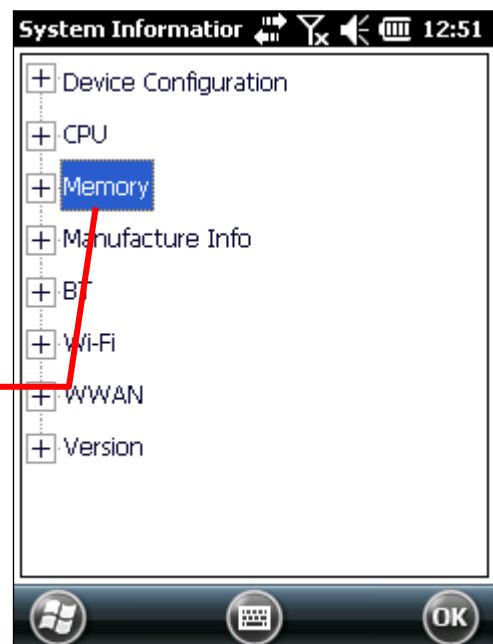 System Informatior 12:51
Device Configuration
CPU
Memory
Manufacture Info
BT
Wi-Fi
WWAN
Version
OK